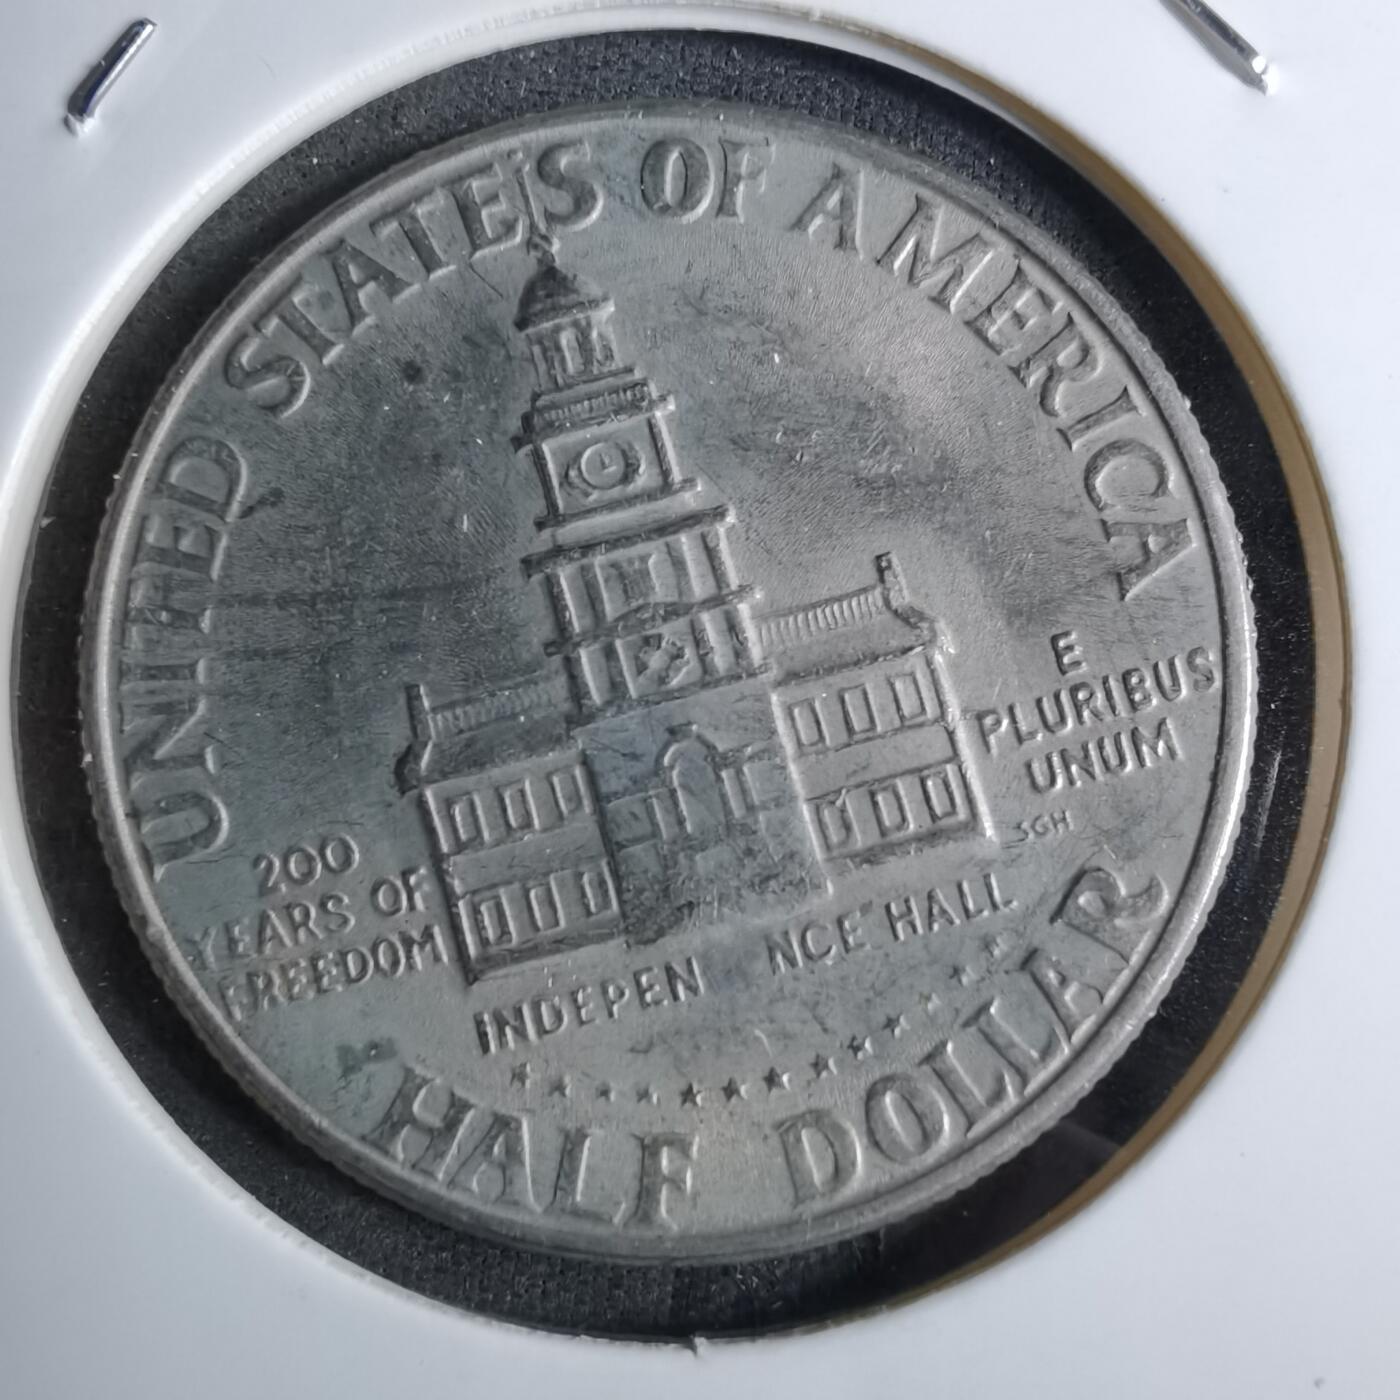 UNITED STATES OF AMERICA
E
PLURIBUS
UNUM
SGH
200
YEARS OF
FREEDOM
INDEPEN NCE HALL
HALF DOLLAR